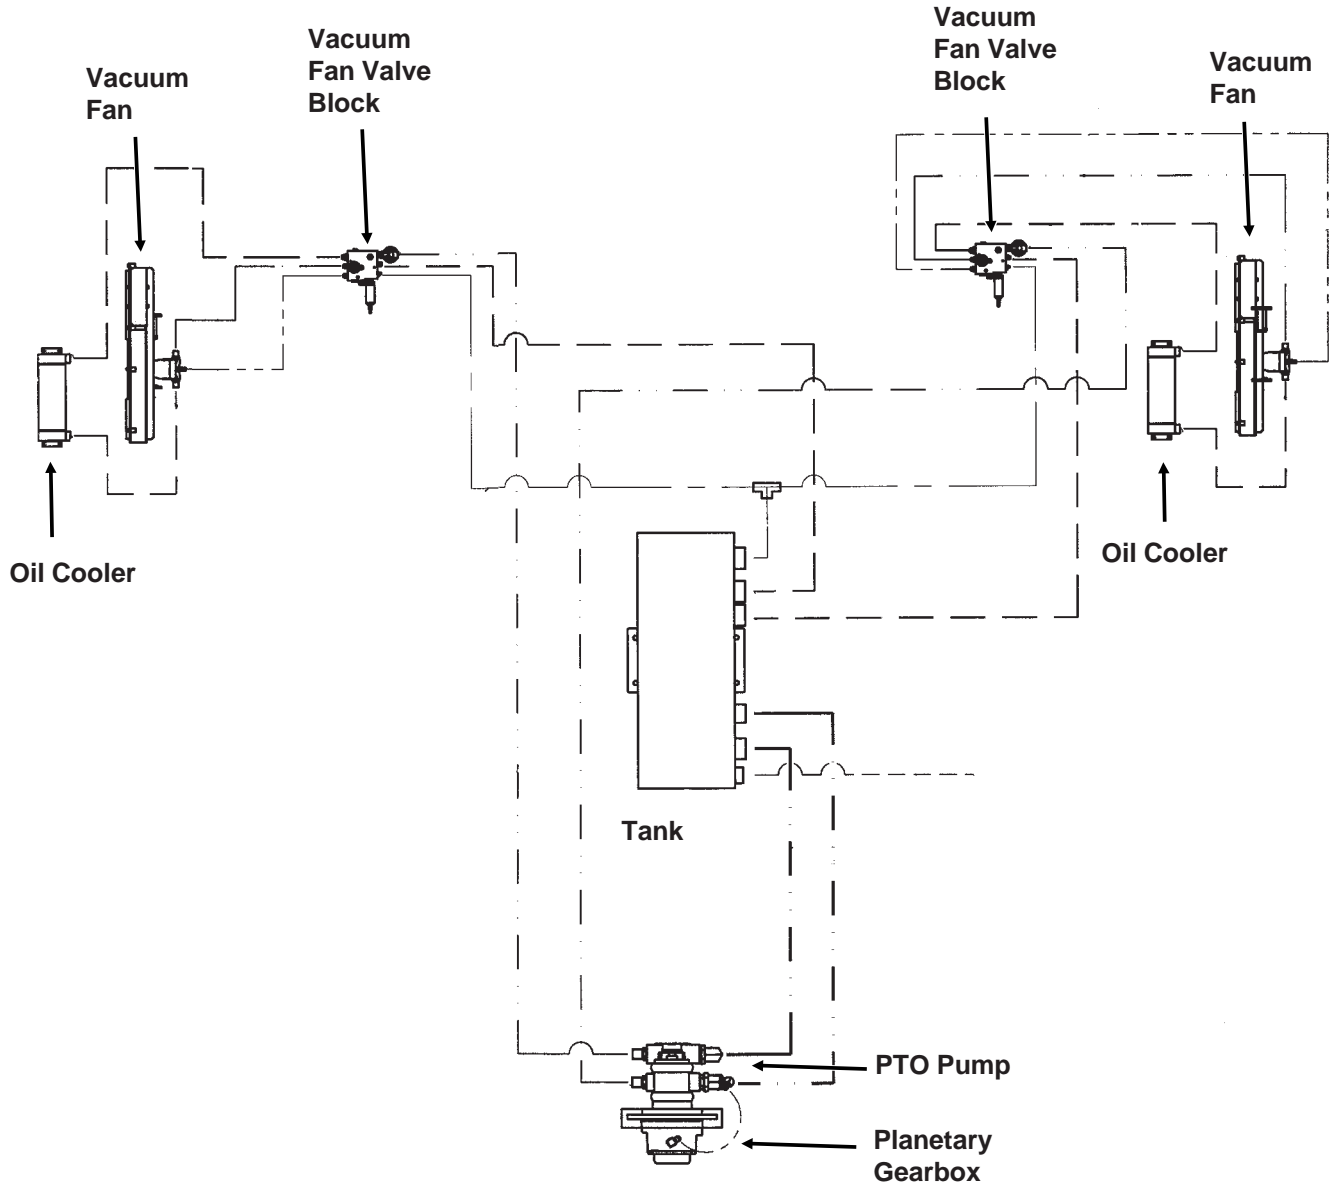 Vacuum
Fan
Vacuum
Fan Valve
Block
Vacuum
Fan Valve
Block
Vacuum
Fan
Oil Cooler
Oil Cooler
Tank
PTO Pump
Planetary
Gearbox